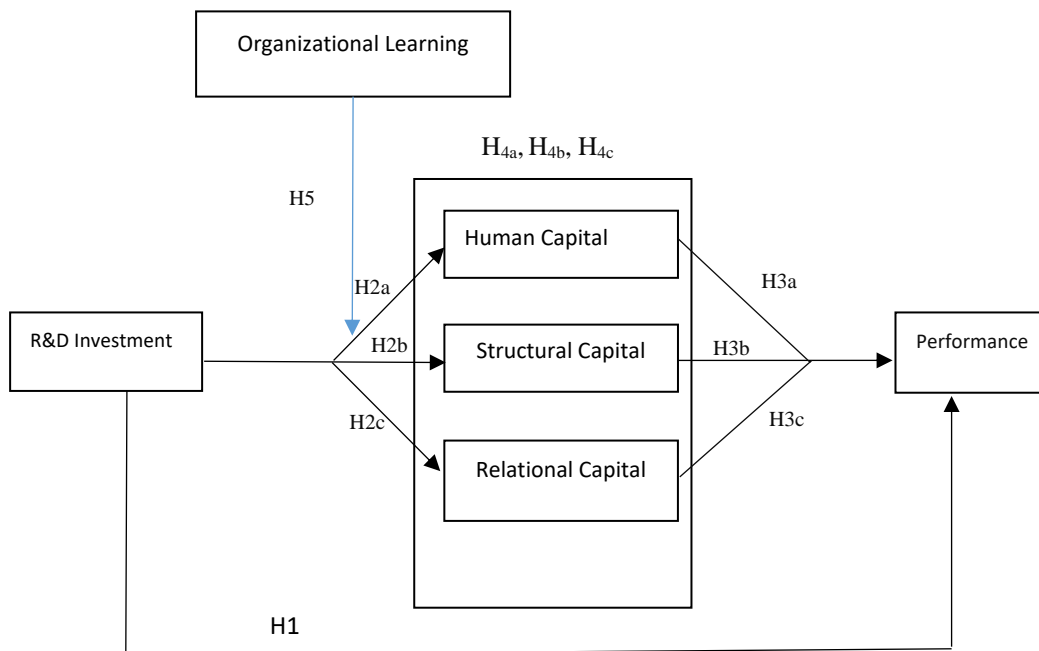 Organizational Learning
H4a, H4b, H4c
H5
Human Capital
H2a
H3a
R&D Investment
H2b
Structural Capital
H3b
Performance
H2c
H3c
Relational Capital
H1